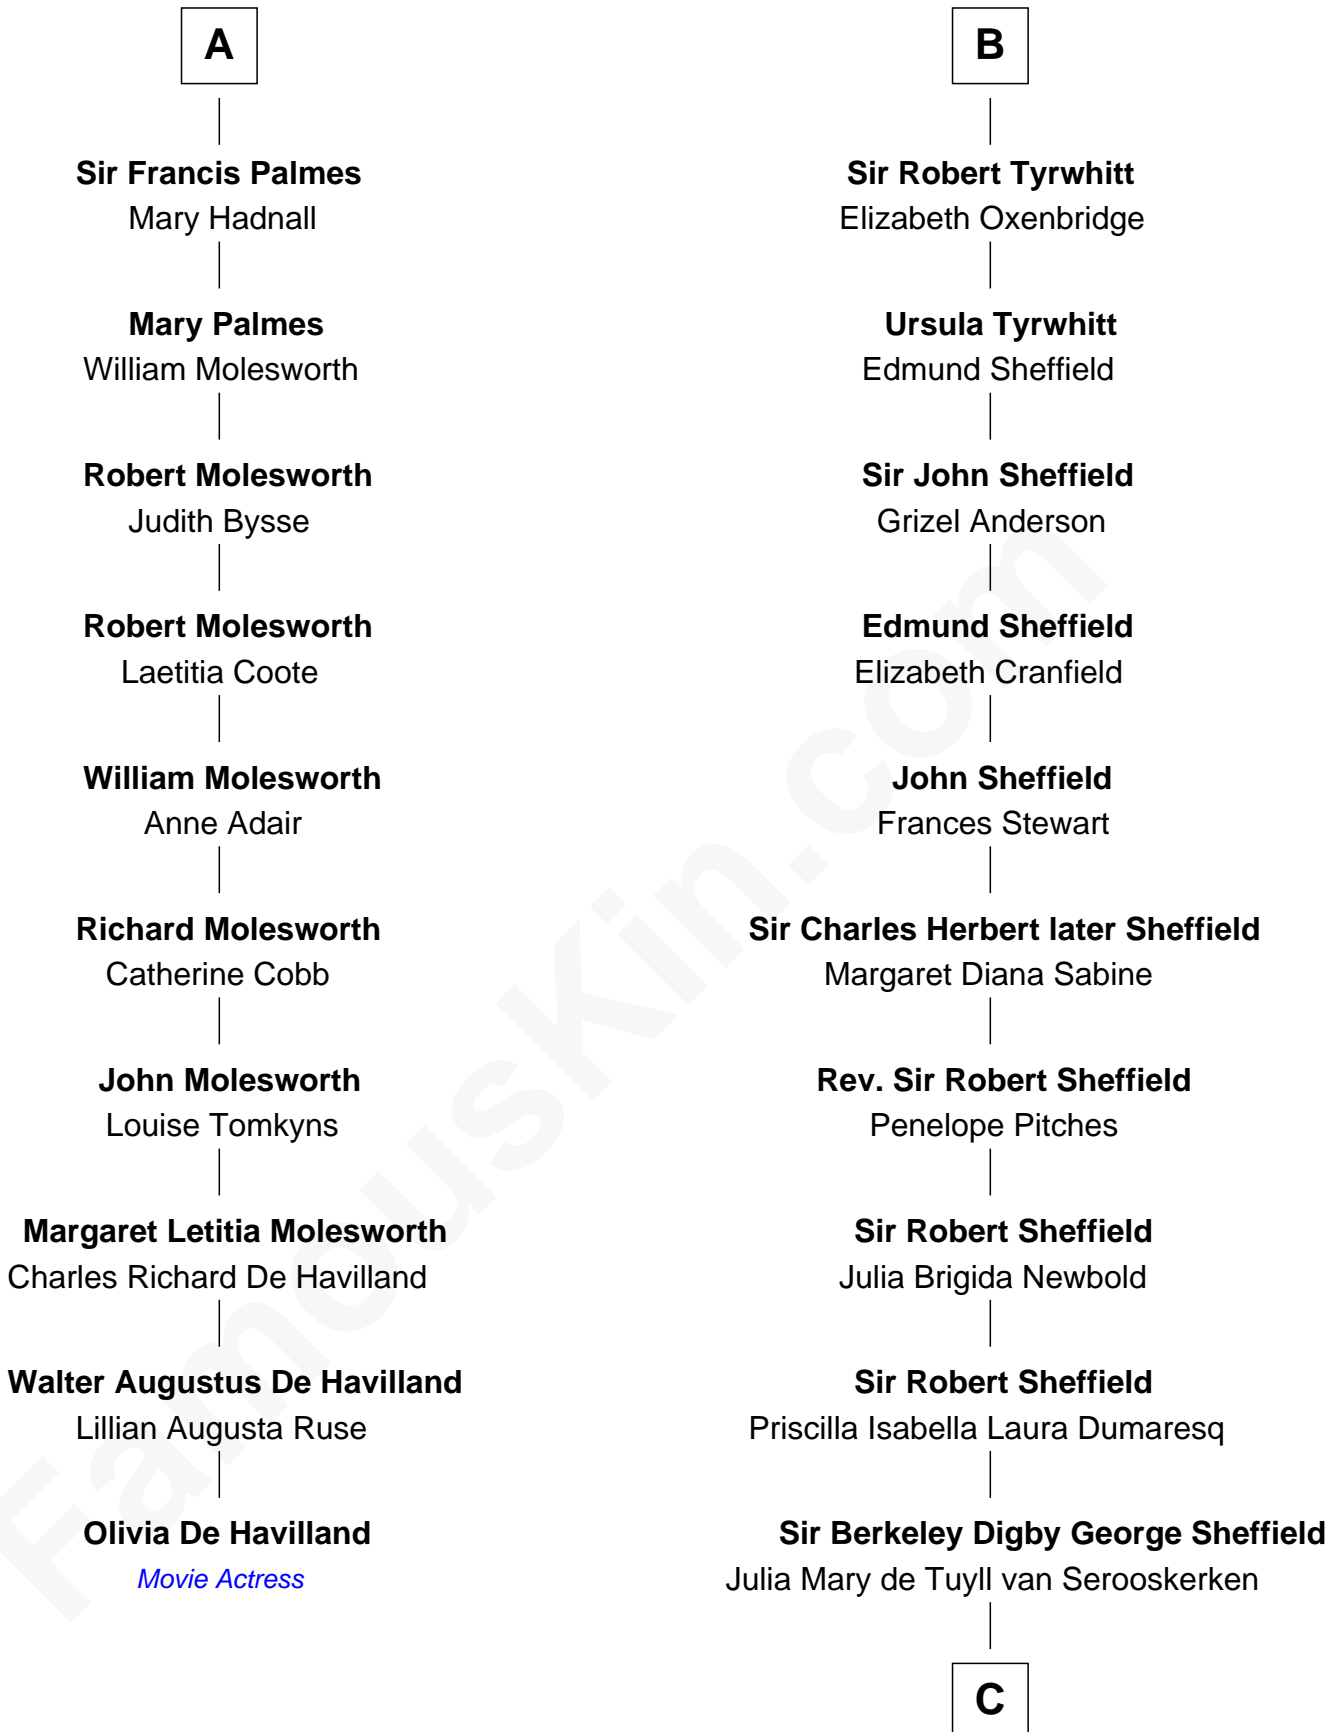 A
Sir Francis Palmes
Mary Hadnall
Mary Palmes
William Molesworth
Robert Molesworth
Judith Bysse
Robert Molesworth
Laetitia Coote
William Molesworth
Anne Adair
Richard Molesworth
Catherine Cobb
John Molesworth
Louise Tomkyns
Margaret Letitia Molesworth
Charles Richard De Havilland
Walter Augustus De Havilland
Lillian Augusta Ruse
Olivia De Havilland
Movie Actress
B
Sir Robert Tyrwhitt
Elizabeth Oxenbridge
Ursula Tyrwhitt
Edmund Sheffield
Sir John Sheffield
Grizel Anderson
Edmund Sheffield
Elizabeth Cranfield
John Sheffield
Frances Stewart
Sir Charles Herbert later Sheffield
Margaret Diana Sabine
Rev. Sir Robert Sheffield
Penelope Pitches
Sir Robert Sheffield
Julia Brigida Newbold
Sir Robert Sheffield
Priscilla Isabella Laura Dumaresq
Sir Berkeley Digby George Sheffield
Julia Mary de Tuyll van Serooskerken
C
FamousKin.com